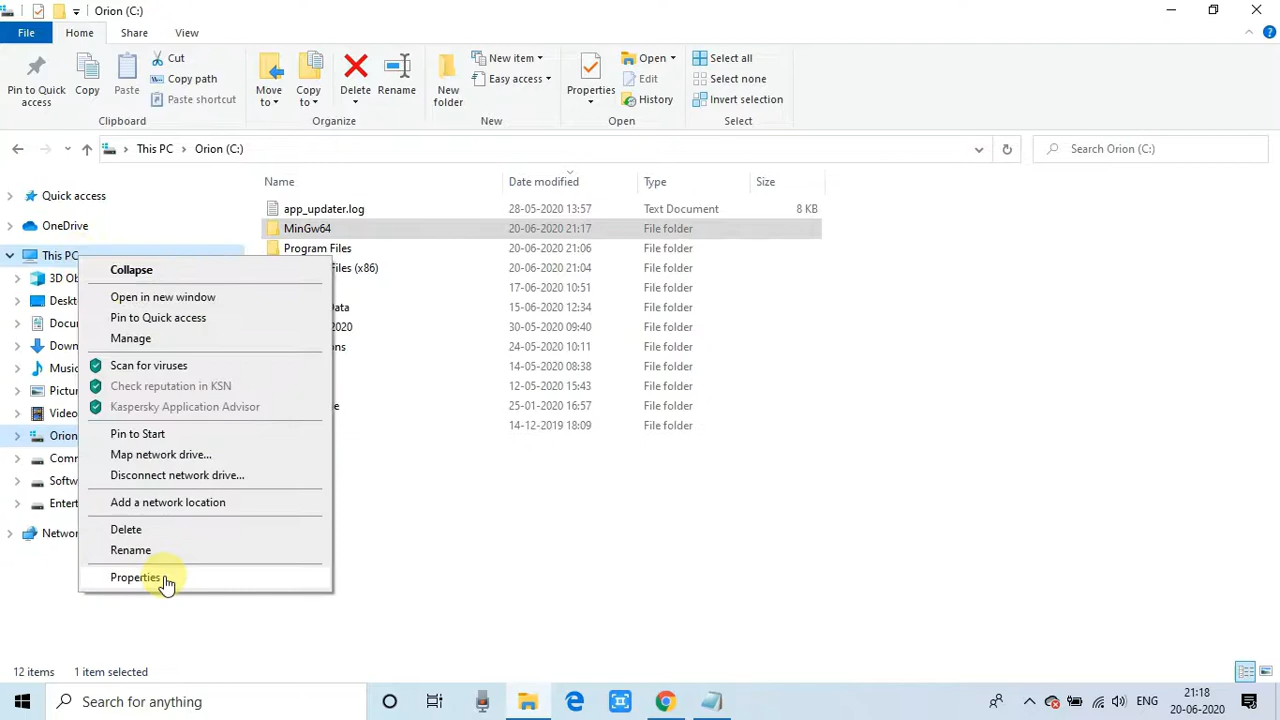 Orion (C:)
File
Home
Share
View
Pin to Quick access
Copy
Paste
Cut
Copy path
Paste shortcut
Clipboard
Move to
Copy to
Delete
Rename
Organize
New folder
New item
Easy access
New
Properties
Open
Edit
History
Open
Select all
Select none
Invert selection
Select
This PC
Orion (C:)
Search Orion (C:)
Name
Date modified
Type
Size
app_updater.log 28-05-2020 13:57 Text Document 8 KB
MinGw64 20-06-2020 21:17 File folder
Program Files 20-06-2020 21:06 File folder
Files (x86) 20-06-2020 21:04 File folder
17-06-2020 10:51 File folder
ata 15-06-2020 12:34 File folder
2020 30-05-2020 09:40 File folder
ons 24-05-2020 10:11 File folder
14-05-2020 08:38 File folder
12-05-2020 15:43 File folder
e 25-01-2020 16:57 File folder
14-12-2019 18:09 File folder
Quick access
OneDrive
This PC
3D Ob
Deskt
Docu
Down
Music
Pictur
Video
Orion
Comm
Softw
Entert
Netwo
Collapse
Open in new window
Pin to Quick access
Manage
Scan for viruses
Check reputation in KSN
Kaspersky Application Advisor
Pin to Start
Map network drive...
Disconnect network drive...
Add a network location
Delete
Rename
Properties
12 items
1 item selected
Search for anything
ENG
21:18
20-06-2020